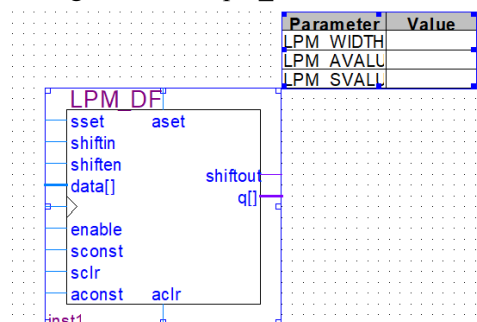 Parameter Value
LPM_WIDTH
LPM_AVALU
LPM_SVALU
LPM_DF
sset aset
shiftin
shiften
shiftout
data[]
q[]
enable
sconst
sclr
aconst aclr
inst1